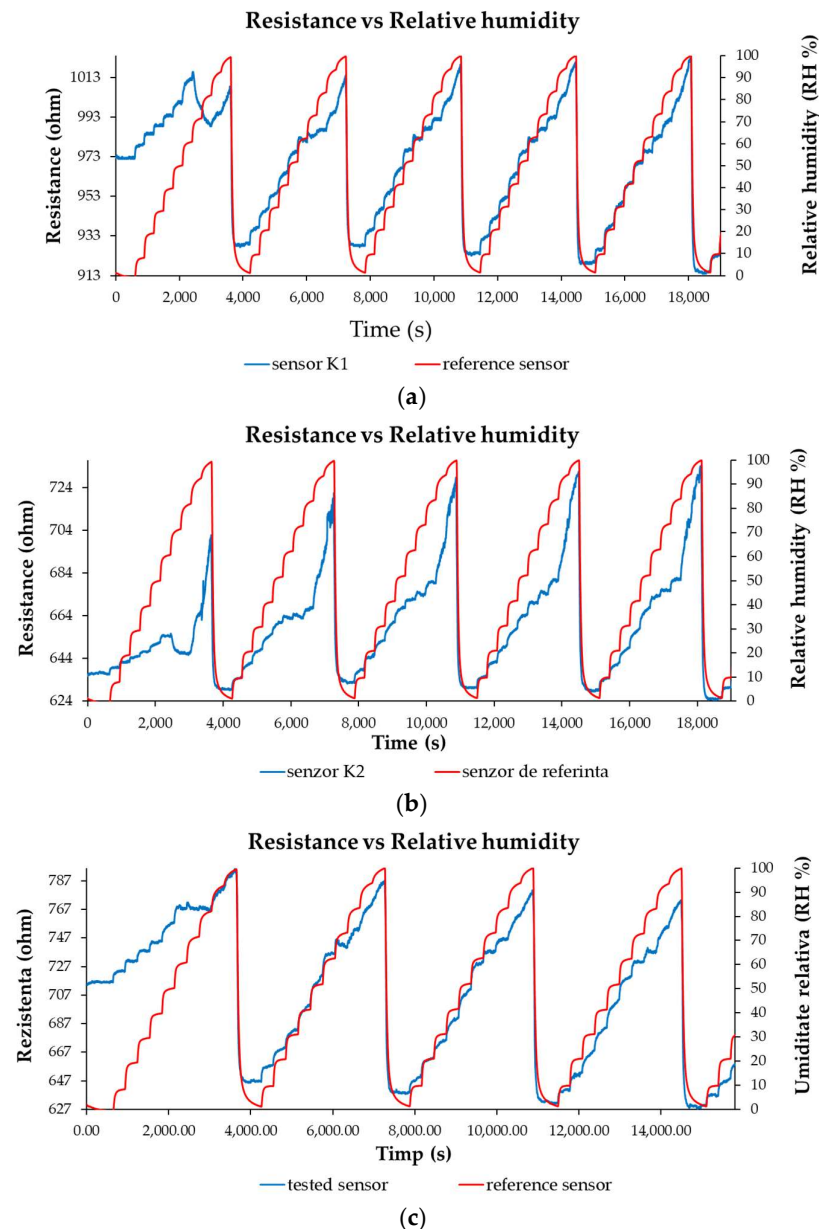 Resistance vs Relative humidity
Resistance (ohm)
1013
993
973
953
933
913
100
90
80
70
60
50
40
30
20
10
0
Relative humidity (RH %)
0 2,000 4,000 6,000 8,000 10,000 12,000 14,000 16,000 18,000
Time (s)
sensor K1 reference sensor
(a)
Resistance vs Relative humidity
Resistance (ohm)
724
704
684
664
644
624
100
90
80
70
60
50
40
30
20
10
0
Relative humidity (RH %)
0 2,000 4,000 6,000 8,000 10,000 12,000 14,000 16,000 18,000
Time (s)
senzor K2 senzor de referinta
(b)
Resistance vs Relative humidity
Rezistenta (ohm)
787
767
747
727
707
687
667
647
627
100
90
80
70
60
50
40
30
20
10
0
Umiditate relativa (RH %)
0.00 2,000.00 4,000.00 6,000.00 8,000.00 10,000.00 12,000.00 14,000.00
Timp (s)
tested sensor reference sensor
(c)